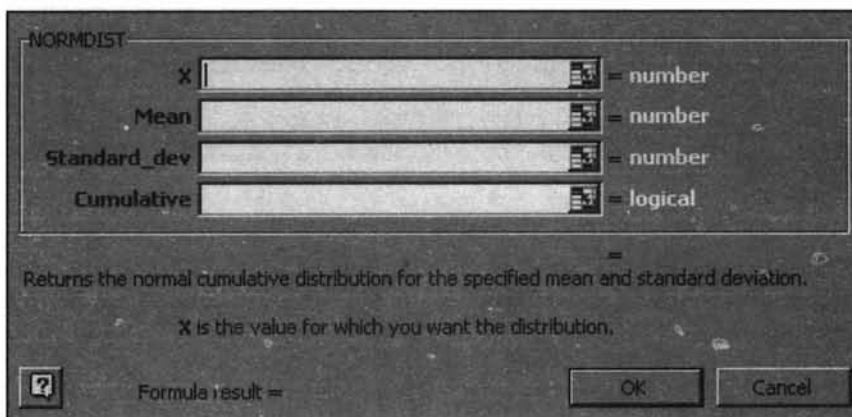 NORMDIST
X = number
Mean = number
Standard_dev = number
Cumulative = logical
=
Returns the normal cumulative distribution for the specified mean and standard deviation.
X is the value for which you want the distribution.
Formula result =
OK
Cancel